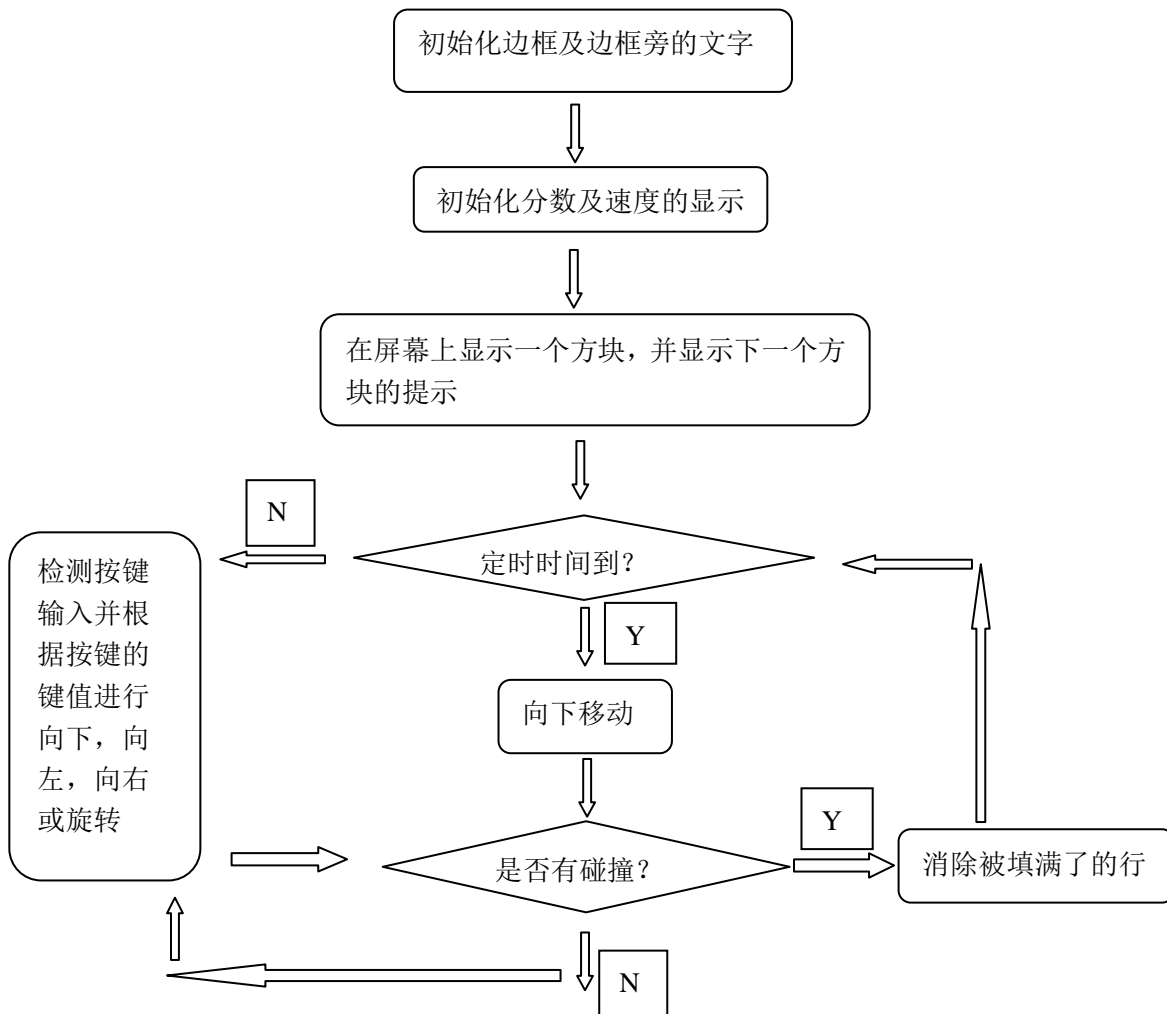 初始化边框及边框旁的文字
初始化分数及速度的显示
在屏幕上显示一个方块，并显示下一个方
块的提示
N
定时时间到？
检测按键
输入并根
据按键的
键值进行
向下，向
左，向右
或旋转
Y
向下移动
Y
是否有碰撞？
消除被填满了的行
N